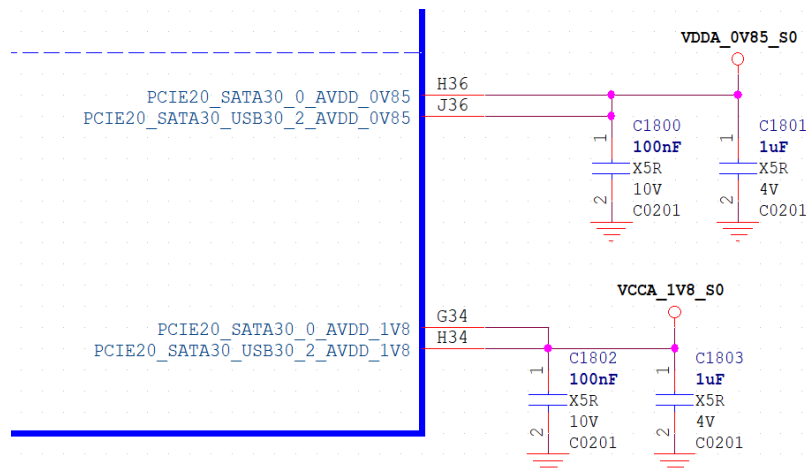 VDDA_0V85_S0
PCIE20_SATA30_0_AVDD_0V85
H36
PCIE20_SATA30_USB30_2_AVDD_0V85
J36
1
2
C1800
100nF
X5R
10V
C0201
1
2
C1801
1uF
X5R
4V
C0201
VCCA_1V8_S0
PCIE20_SATA30_0_AVDD_1V8
G34
PCIE20_SATA30_USB30_2_AVDD_1V8
H34
1
2
C1802
100nF
X5R
10V
C0201
1
2
C1803
1uF
X5R
4V
C0201